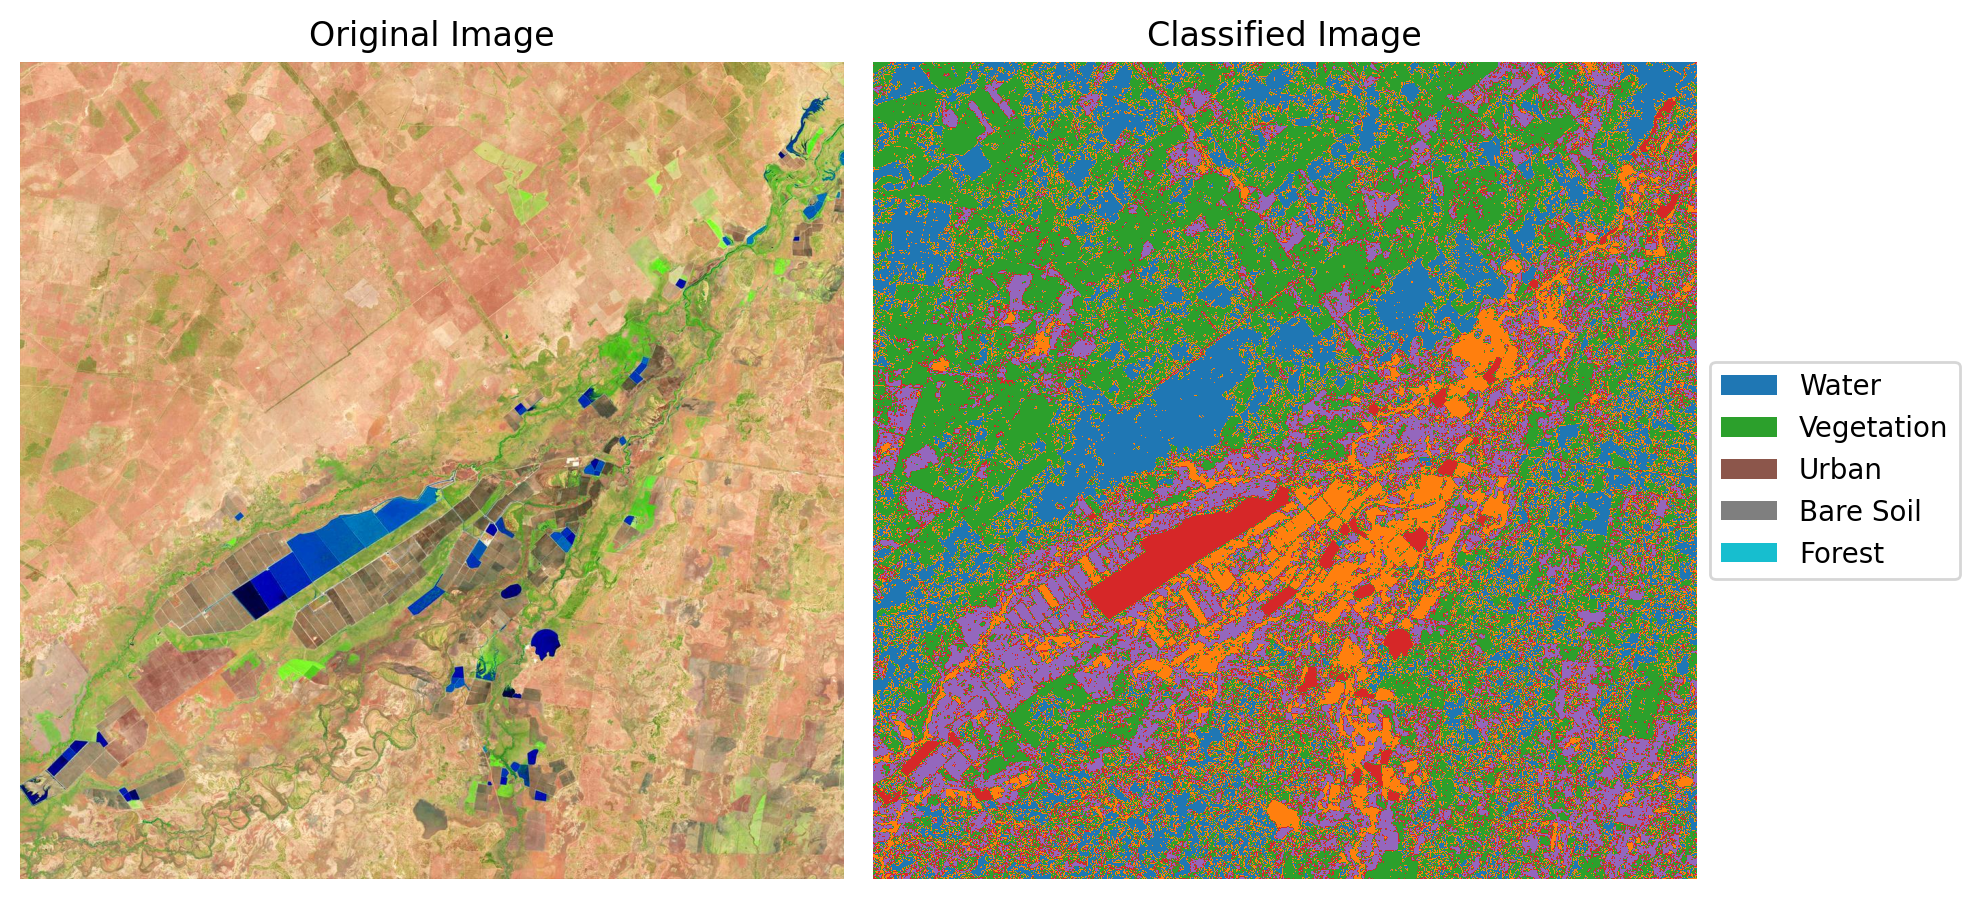 Original Image
Classified Image
Water
Vegetation
Urban
Bare Soil
Forest